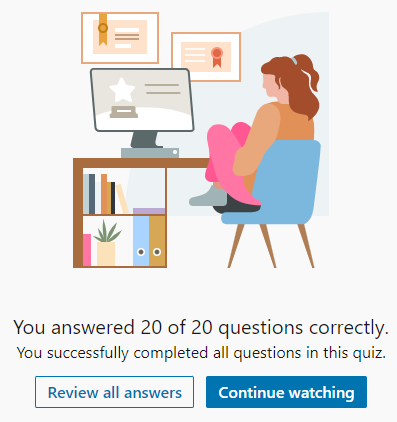 You answered 20 of 20 questions correctly.
You successfully completed all questions in this quiz.
Review all answers
Continue watching